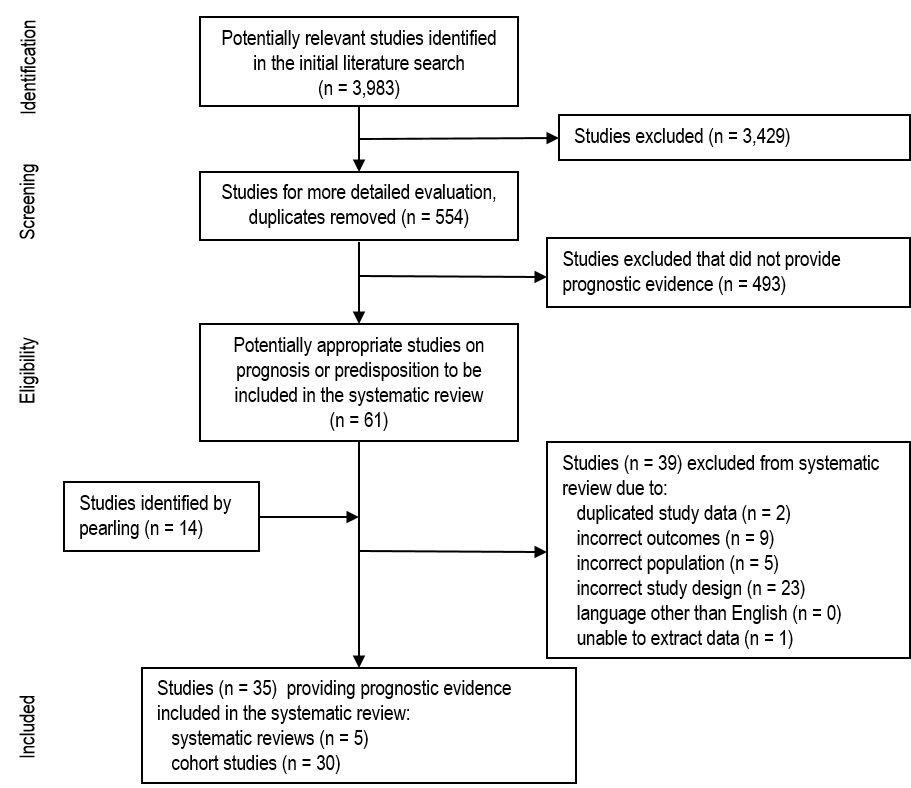 Identification
Potentially relevant studies identified
in the initial literature search
(n = 3,983)
Studies excluded (n = 3,429)
Screening
Studies for more detailed evaluation,
duplicates removed (n = 554)
Studies excluded that did not provide
prognostic evidence (n = 493)
Eligibility
Potentially appropriate studies on
prognosis or predisposition to be
included in the systematic review
(n = 61)
Studies identified by
pearling (n = 14)
Studies (n = 39) excluded from systematic
review due to:
duplicated study data (n = 2)
incorrect outcomes (n = 9)
incorrect population (n = 5)
incorrect study design (n = 23)
language other than English (n = 0)
unable to extract data (n = 1)
Included
Studies (n = 35)  providing prognostic evidence
included in the systematic review:
systematic reviews (n = 5)
cohort studies (n = 30)